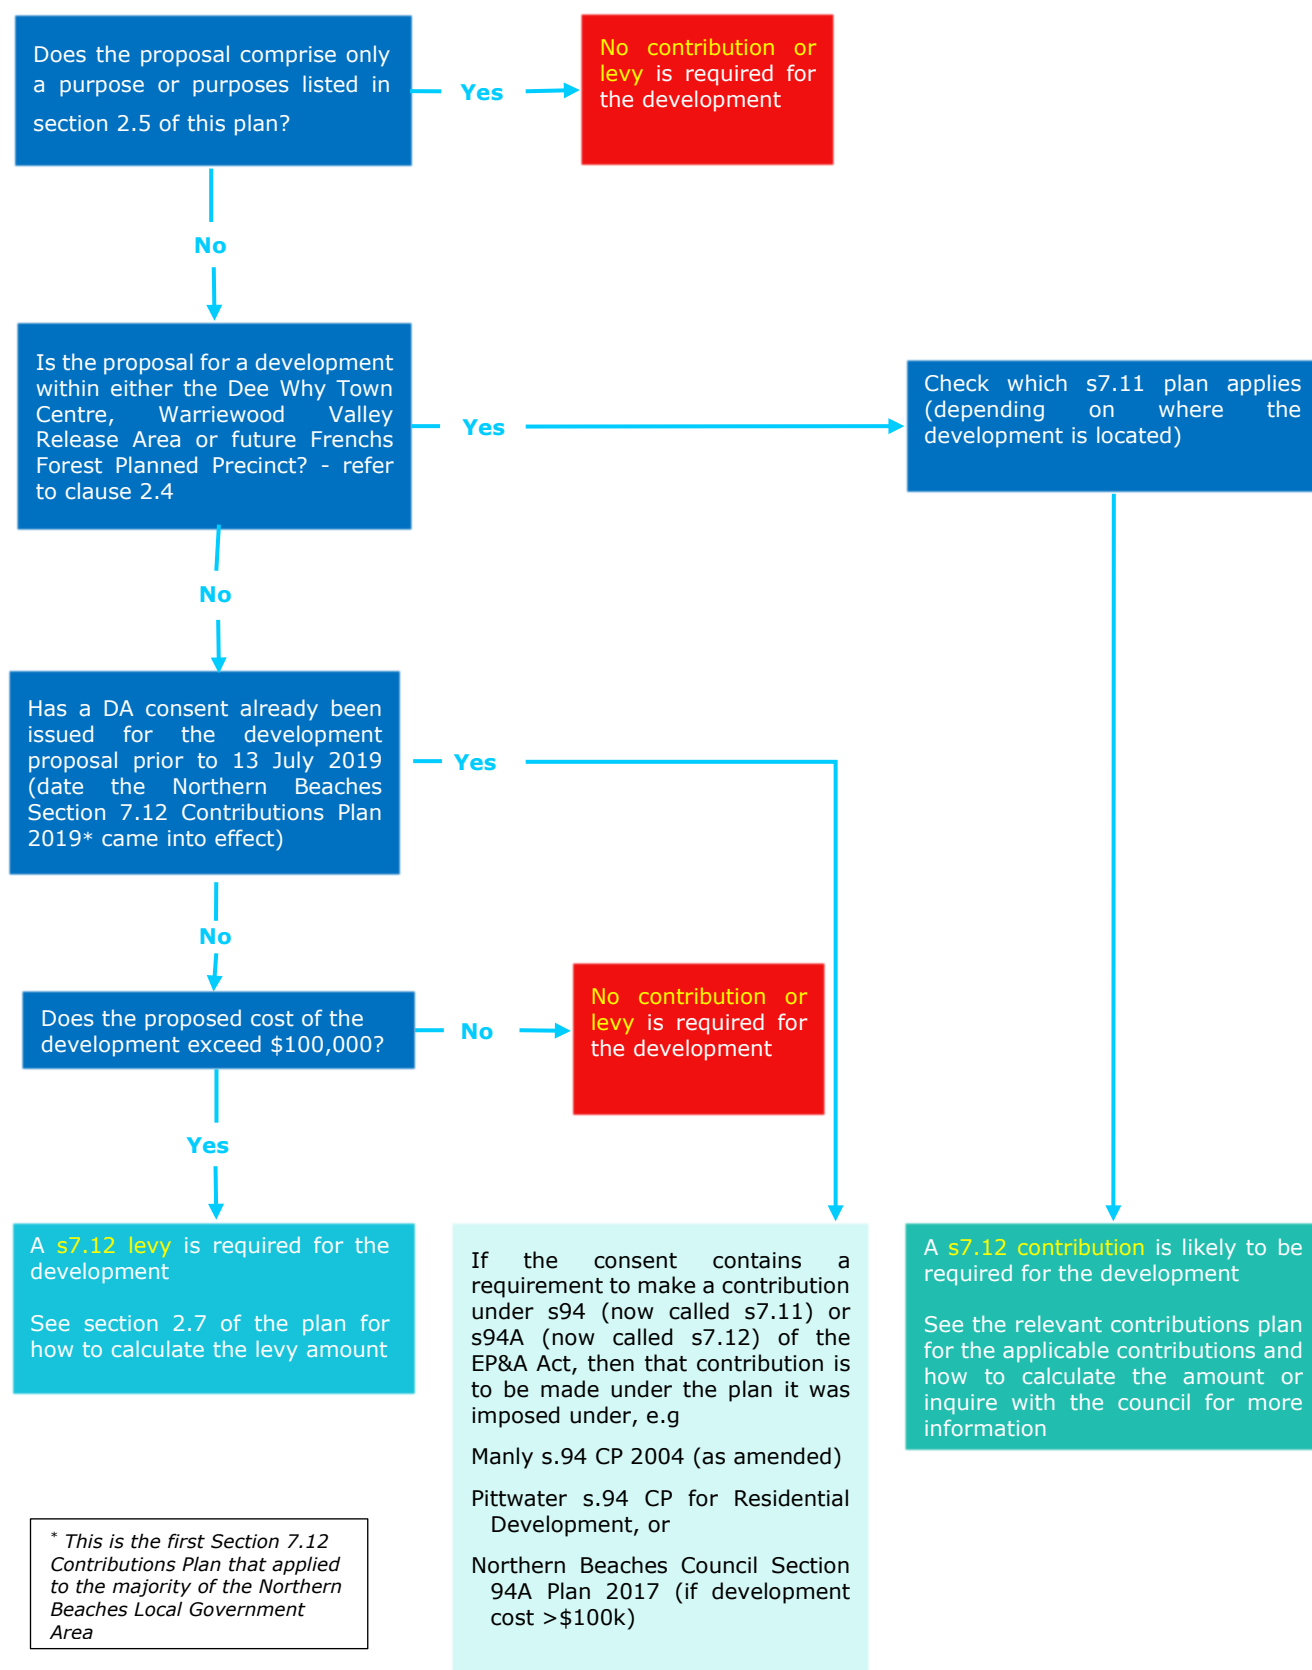 Does the proposal comprise only
a purpose or purposes listed in
section 2.5 of this plan?
Yes
No contribution or
levy is required for
the development
No
Is the proposal for a development
within either the Dee Why Town
Centre, Warriewood Valley
Release Area or future Frenchs
Forest Planned Precinct? - refer
to clause 2.4
Yes
Check which s7.11 plan applies
(depending on where the
development is located)
No
Has a DA consent already been
issued for the development
proposal prior to 13 July 2019
(date the Northern Beaches
Section 7.12 Contributions Plan
2019* came into effect)
Yes
No
Does the proposed cost of the
development exceed $100,000?
No
No contribution or
levy is required for
the development
Yes
A s7.12 levy is required for the
development
See section 2.7 of the plan for
how to calculate the levy amount
If the consent contains a
requirement to make a contribution
under s94 (now called s7.11) or
s94A (now called s7.12) of the
EP&A Act, then that contribution is
to be made under the plan it was
imposed under, e.g
Manly s.94 CP 2004 (as amended)
Pittwater s.94 CP for Residential
Development, or
Northern Beaches Council Section
94A Plan 2017 (if development
cost >$100k)
A s7.12 contribution is likely to be
required for the development
See the relevant contributions plan
for the applicable contributions and
how to calculate the amount or
inquire with the council for more
information
* This is the first Section 7.12
Contributions Plan that applied
to the majority of the Northern
Beaches Local Government
Area